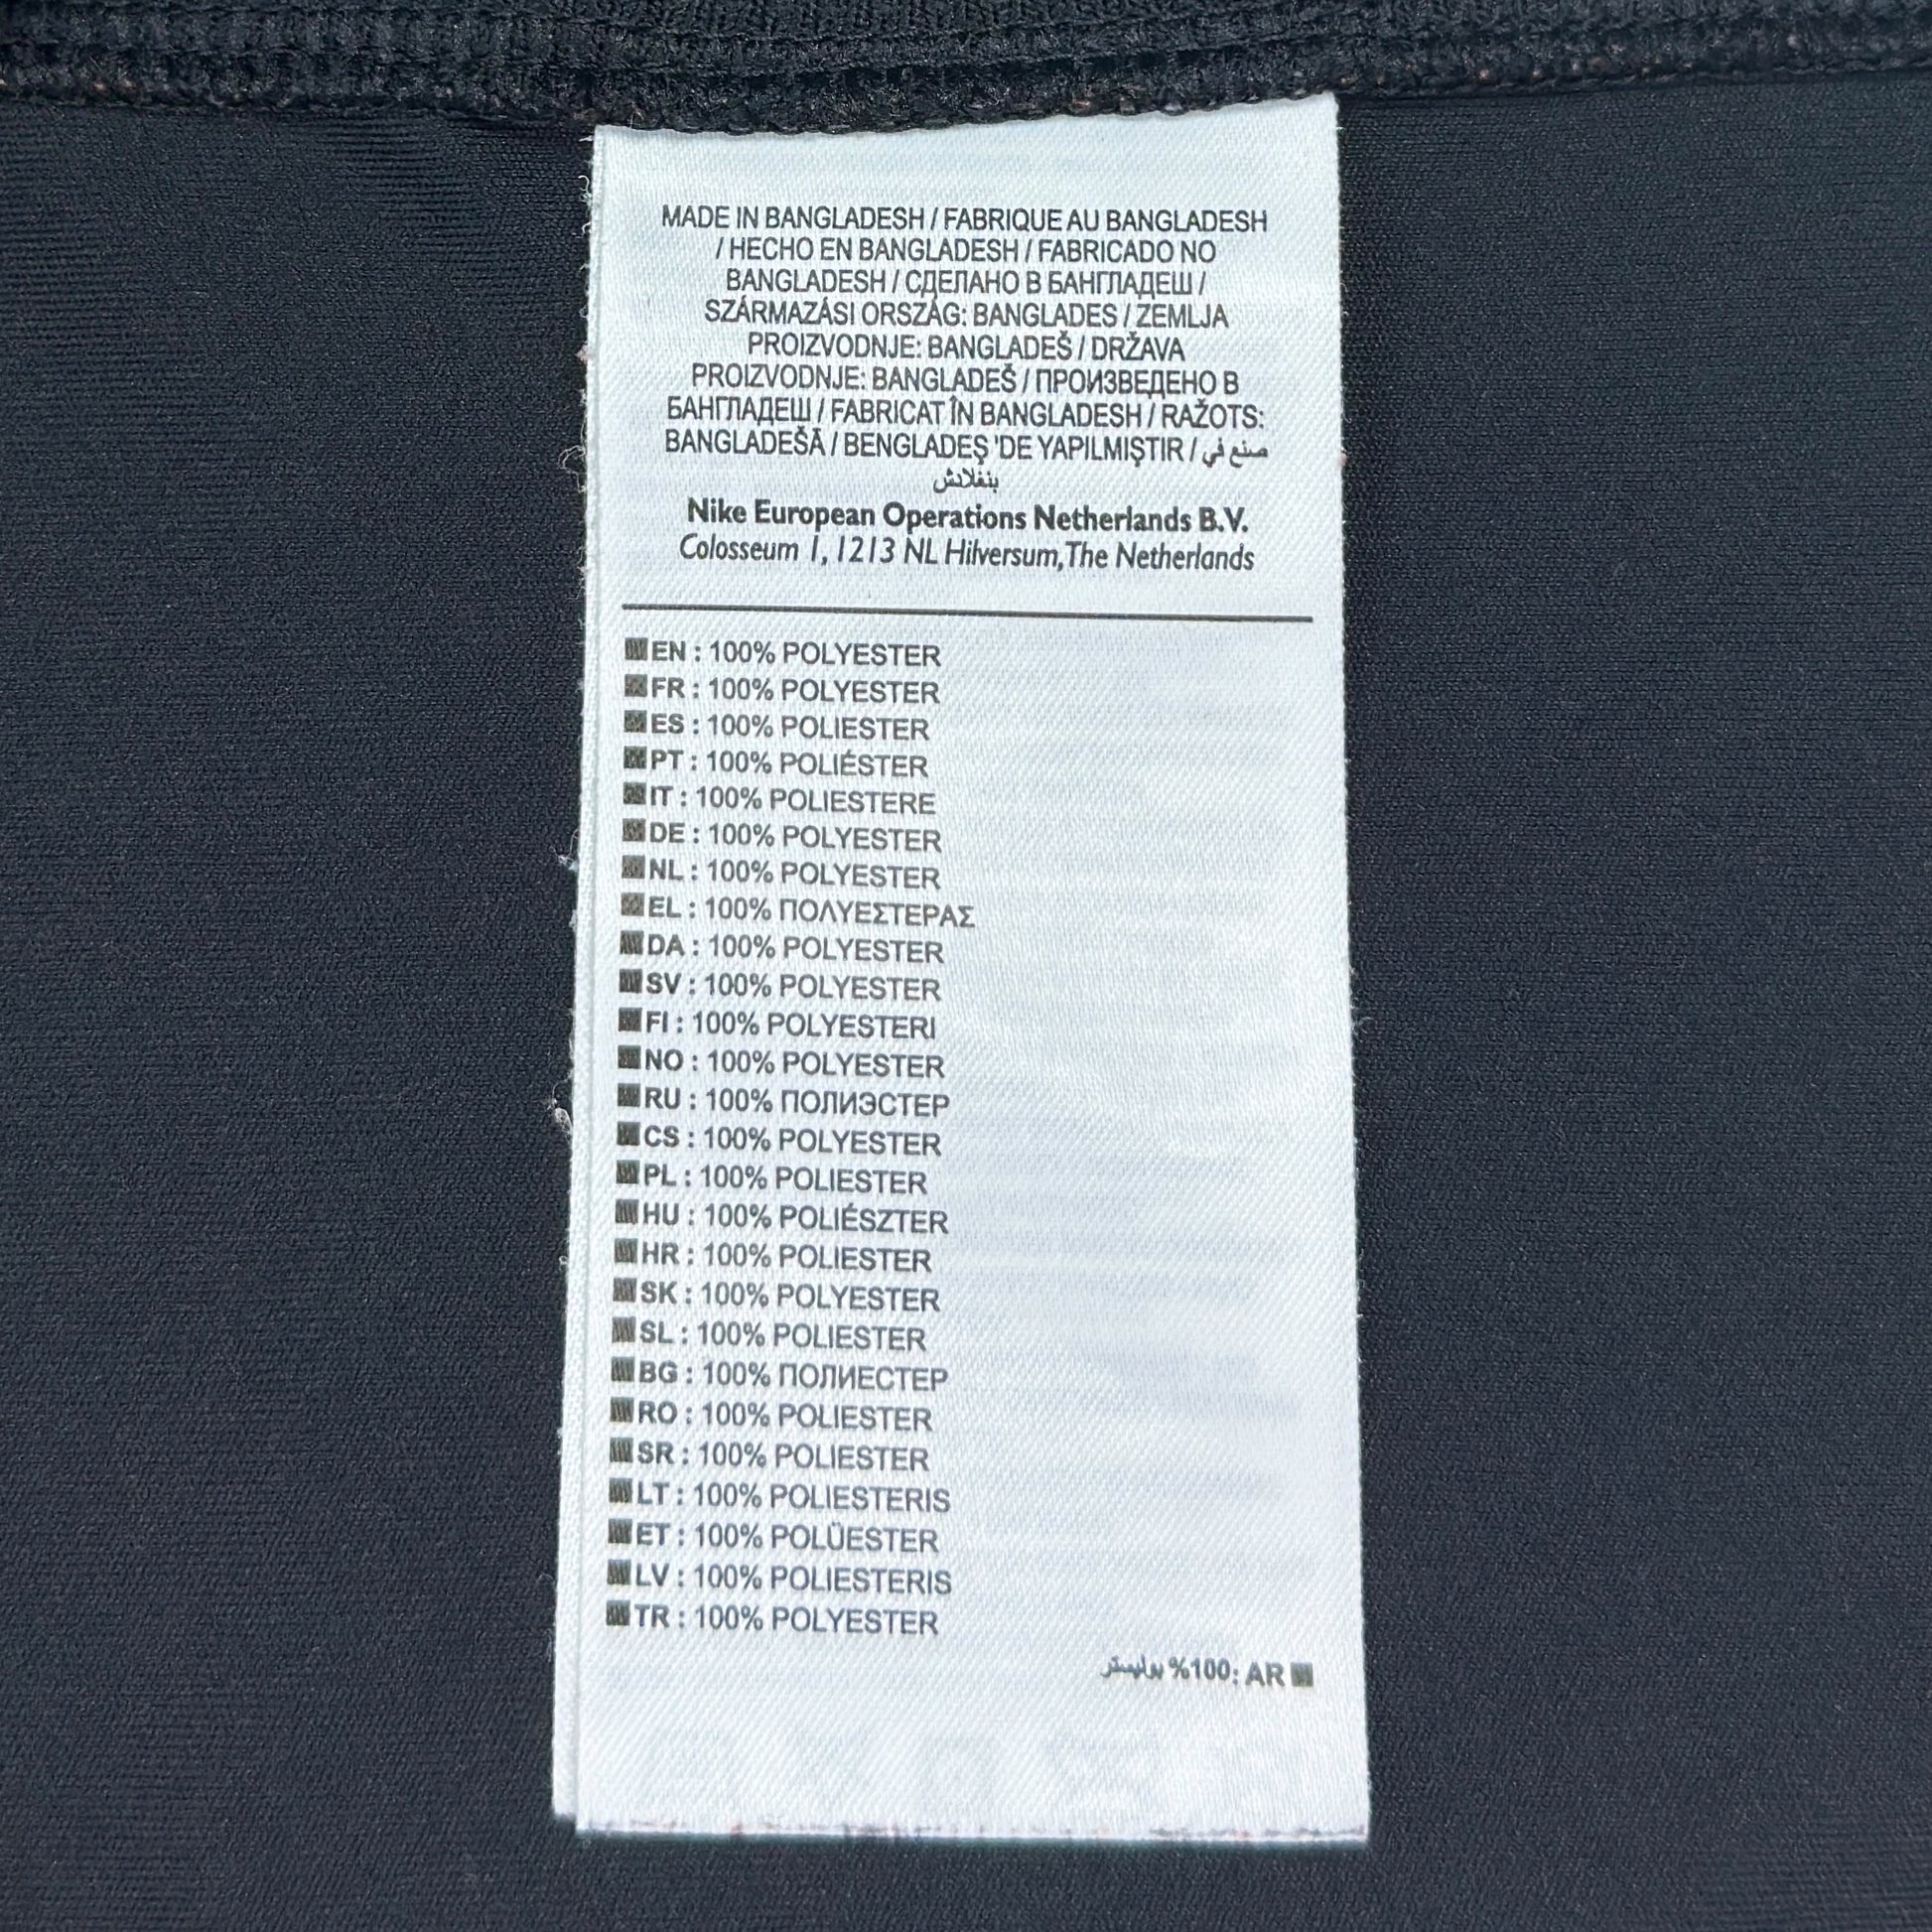 MADE IN BANGLADESH / FABRIQUE AU BANGLADESH
/ HECHO EN BANGLADESH / FABRICADO NO
BANGLADESH / СДЕЛАНО В БАНГЛАДЕШ /
SZÁRMAZÁSI ORSZÁG: BANGLADES / ZEMLJA
PROIZVODNJE: BANGLADEŠ / DRŽAVA
PROIZVODNJE: BANGLADEŠ / ПРОИЗВЕДЕНО В
БАНГЛАДЕШ / FABRICAT ÎN BANGLADESH / RAŽOTS:
BANGLADEŠĀ / BENGLADEŞ 'DE YAPILMIŞTIR / صنع في
بنغلادش
Nike European Operations Netherlands B.V.
Colosseum 1, 1213 NL Hilversum, The Netherlands
EN : 100% POLYESTER
FR : 100% POLYESTER
ES : 100% POLIESTER
PT : 100% POLIÉSTER
IT : 100% POLIESTERE
DE : 100% POLYESTER
NL : 100% POLYESTER
EL : 100% ΠΟΛΥΕΣΤΕΡΑΣ
DA : 100% POLYESTER
SV : 100% POLYESTER
FI : 100% POLYESTERI
NO : 100% POLYESTER
RU : 100% ПОЛИЭСТЕР
CS : 100% POLYESTER
PL : 100% POLIESTER
HU : 100% POLIÉSZTER
HR : 100% POLIESTER
SK : 100% POLYESTER
SL : 100% POLIESTER
BG : 100% ПОЛИЕСТЕР
RO : 100% POLIESTER
SR : 100% POLIESTER
LT : 100% POLIESTERIS
ET : 100% POLÜESTER
LV : 100% POLIESTERIS
TR : 100% POLYESTER
AR :100% بوليستر